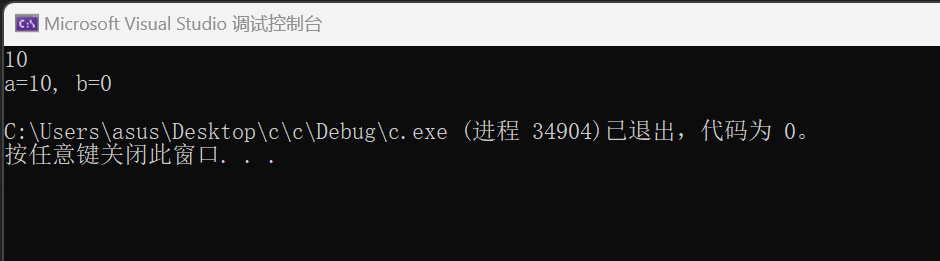 Microsoft Visual Studio 调试控制台
10
a=10, b=0
C:\Users\asus\Desktop\c\c\Debug\c.exe (进程 34904)已退出，代码为 0。
按任意键关闭此窗口. . .